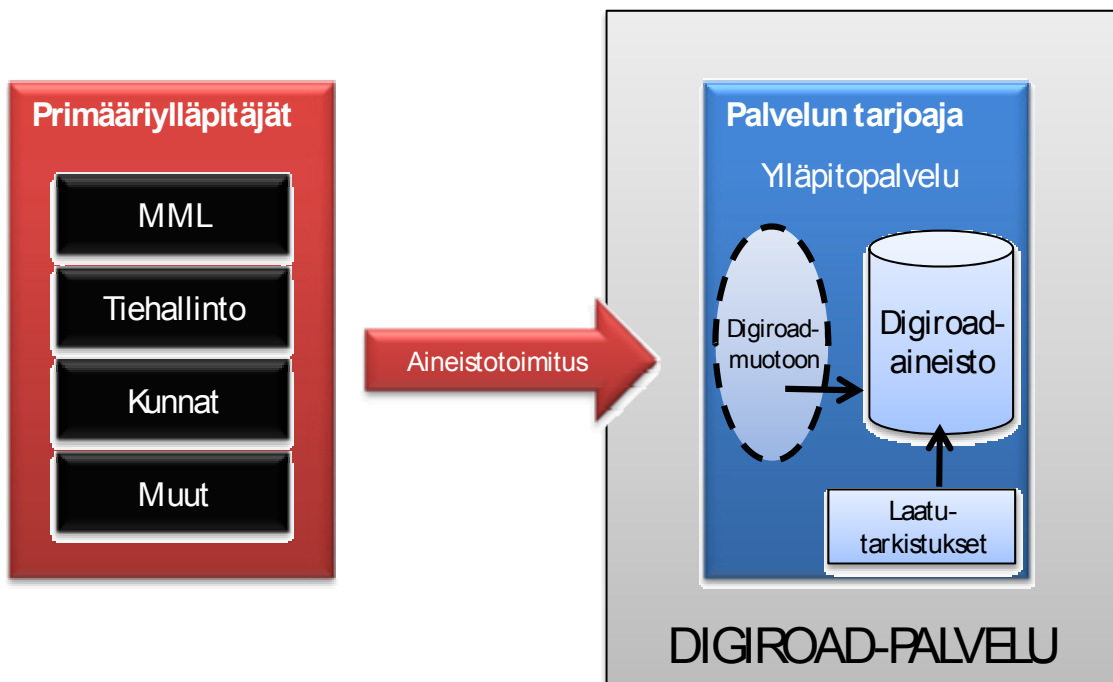 Primääriylläpitäjät
MML
Tiehallinto
Kunnat
Muut
Aineistotoimitus
Palvelun tarjoaja
Ylläpitopalvelu
Digiroad-
muotoon
Digiroad-
aineisto
Laatu-
tarkistukset
DIGIROAD-PALVELU